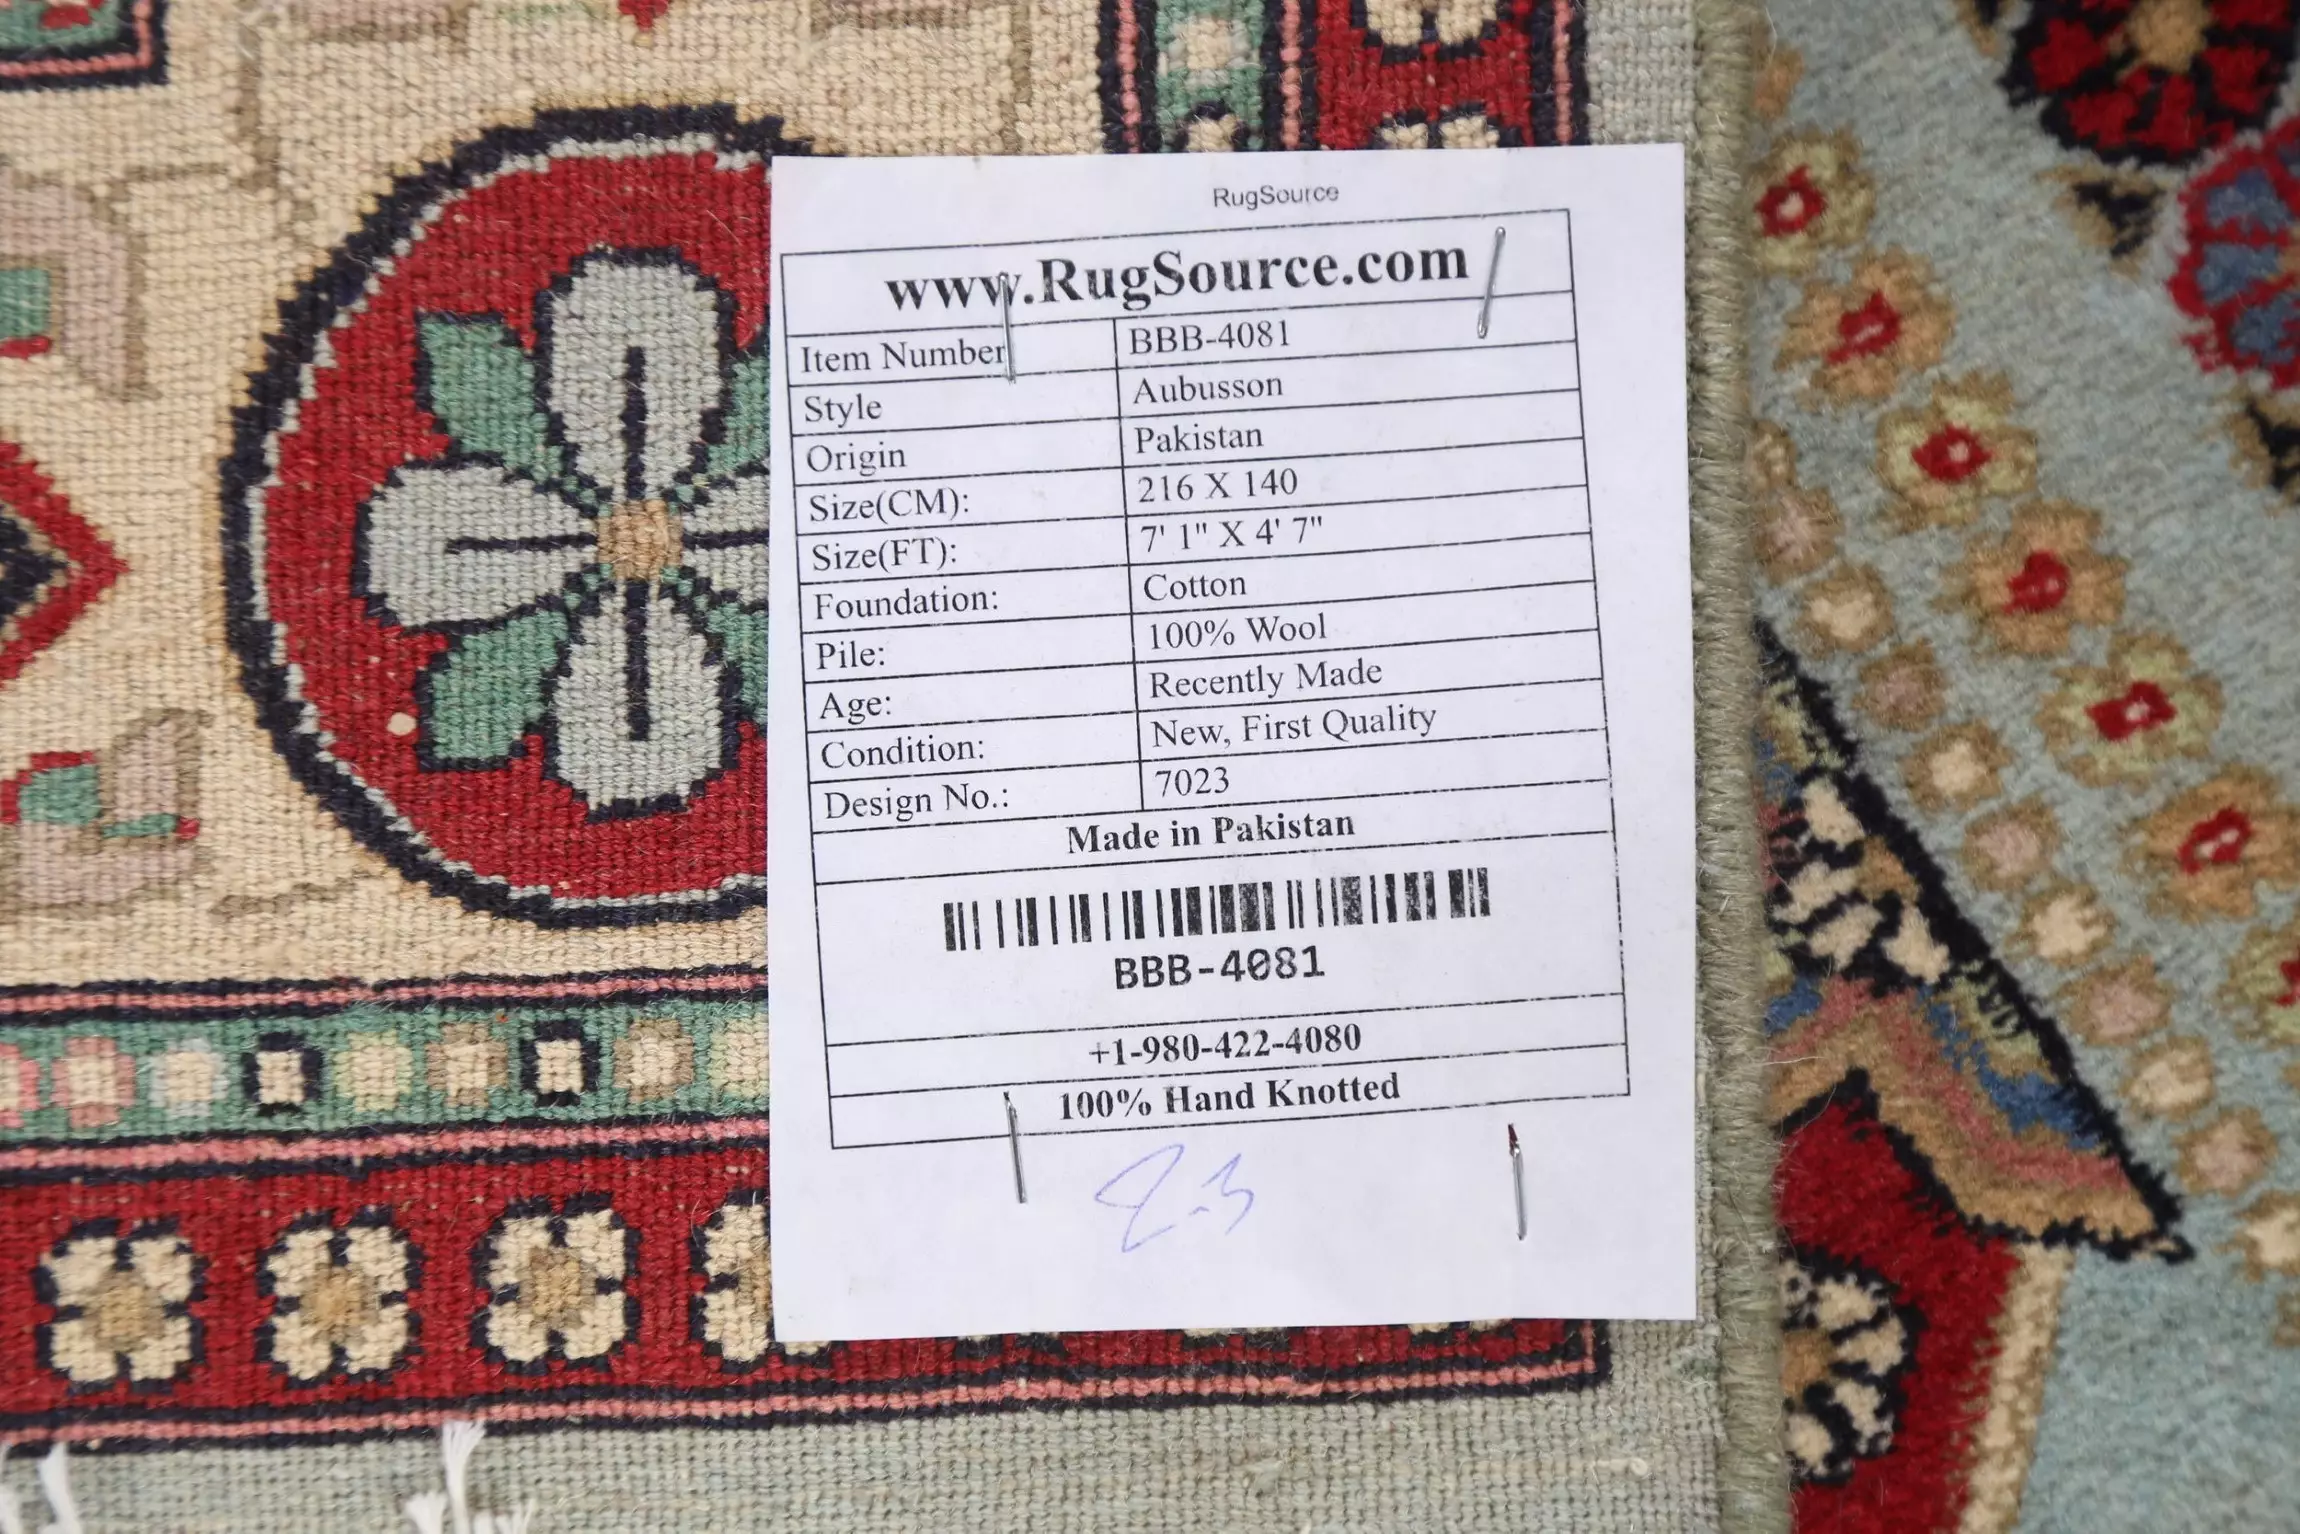 RugSource
www.RugSource.com
Item Number BBB-4081
Style Aubusson
Origin Pakistan
Size(CM): 216 X 140
Size(FT): 7' 1" X 4' 7"
Foundation: Cotton
Pile: 100% Wool
Age: Recently Made
Condition: New, First Quality
Design No.: 7023
Made in Pakistan
BBB-4081
+1-980-422-4080
100% Hand Knotted